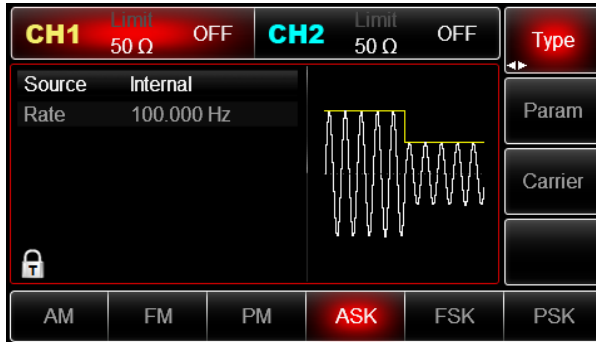 CH1 Limit 50 Ω OFF CH2 Limit 50 Ω OFF Type
Source Internal
Rate 100.000 Hz
Param
Carrier
T
AM FM PM ASK FSK PSK